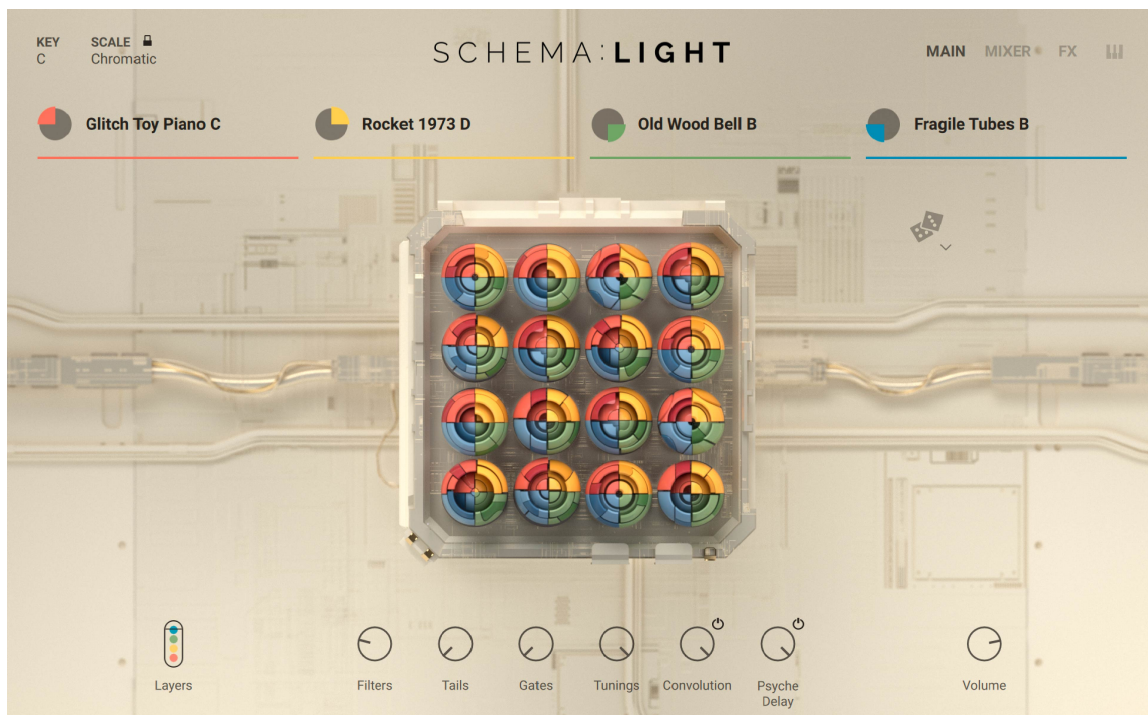 KEY
C
SCALE
Chromatic
SCHEMA:LIGHT
MAIN MIXER FX
Glitch Toy Piano C
Rocket 1973 D
Old Wood Bell B
Fragile Tubes B
Layers
Filters
Tails
Gates
Tunings
Convolution
Psyche
Delay
Volume